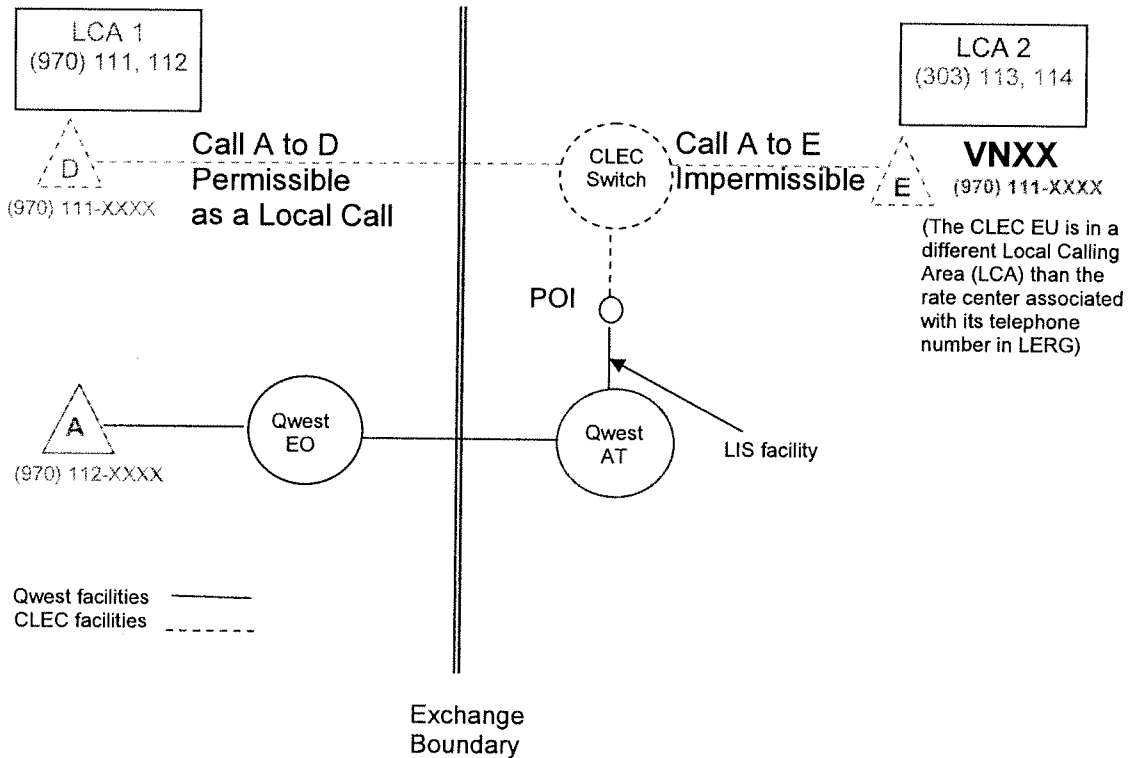 LCA 1
(970) 111, 112
LCA 2
(303) 113, 114
D
(970) 111-XXXX
Call A to D
Permissible
as a Local Call
CLEC
Switch
Call A to E
Impermissible
E
VNXX
(970) 111-XXXX
(The CLEC EU is in a
different Local Calling
Area (LCA) than the
rate center associated
with its telephone
number in LERG)
POI
A
(970) 112-XXXX
Qwest
EO
Qwest
AT
LIS facility
Qwest facilities
CLEC facilities
Exchange
Boundary